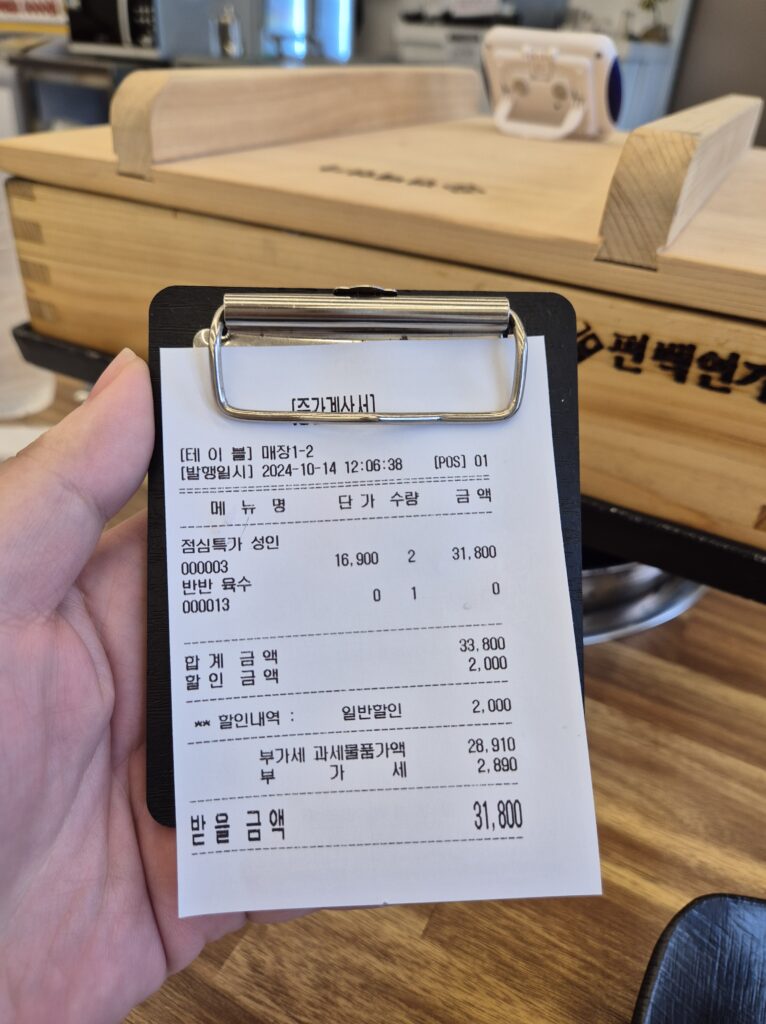 [추가계산서]
[테 이 블] 매장1-2
[발행일시] 2024-10-14 12:06:38 [POS] 01
메 뉴 명 단 가 수량 금 액
점심특가 성인
000003 16,900 2 31,800
반반 육수
000013 0 1 0
합 계 금 액 33,800
할 인 금 액 2,000
** 할인내역 : 일반할인 2,000
부가세 과세물품가액 28,910
부 가 세 2,890
받을 금액 31,800
편백연가